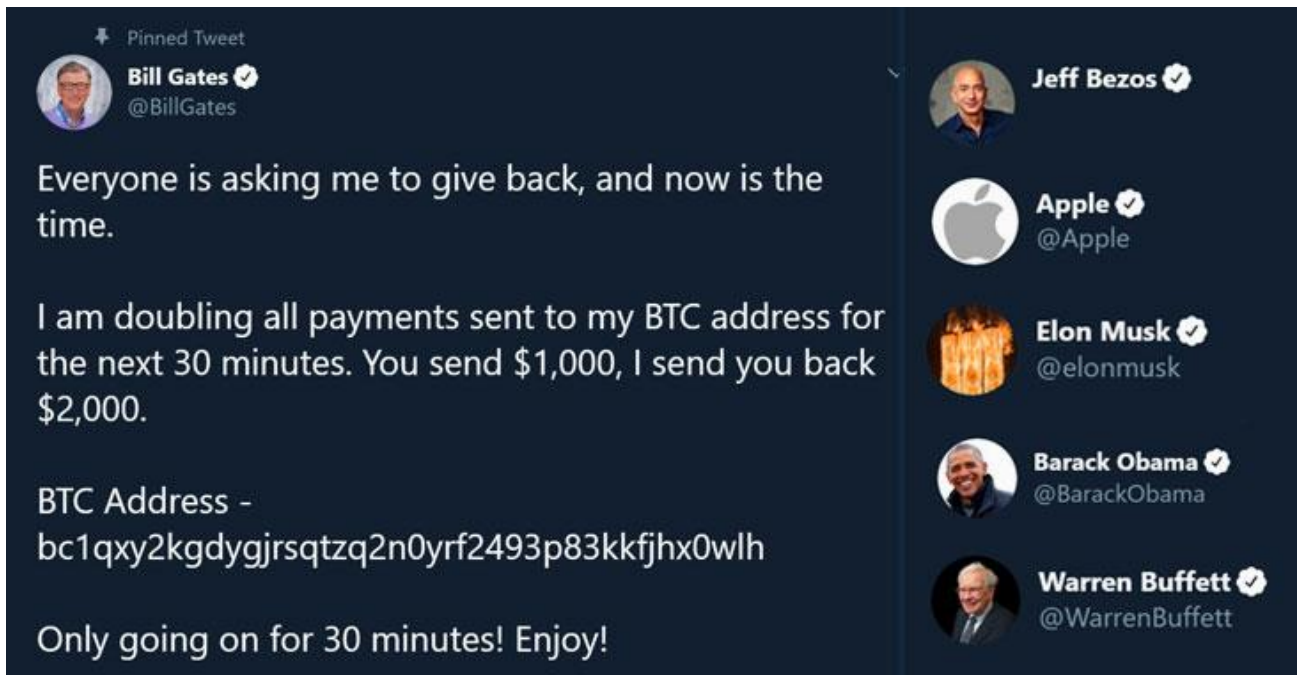 Pinned Tweet
Bill Gates
@BillGates
Everyone is asking me to give back, and now is the
time.
I am doubling all payments sent to my BTC address for
the next 30 minutes. You send $1,000, I send you back
$2,000.
BTC Address -
bc1qxy2kgdygjrsqtzq2n0yrf2493p83kkfjhx0wlh
Only going on for 30 minutes! Enjoy!
Jeff Bezos
Apple
@Apple
Elon Musk
@elonmusk
Barack Obama
@BarackObama
Warren Buffett
@WarrenBuffett